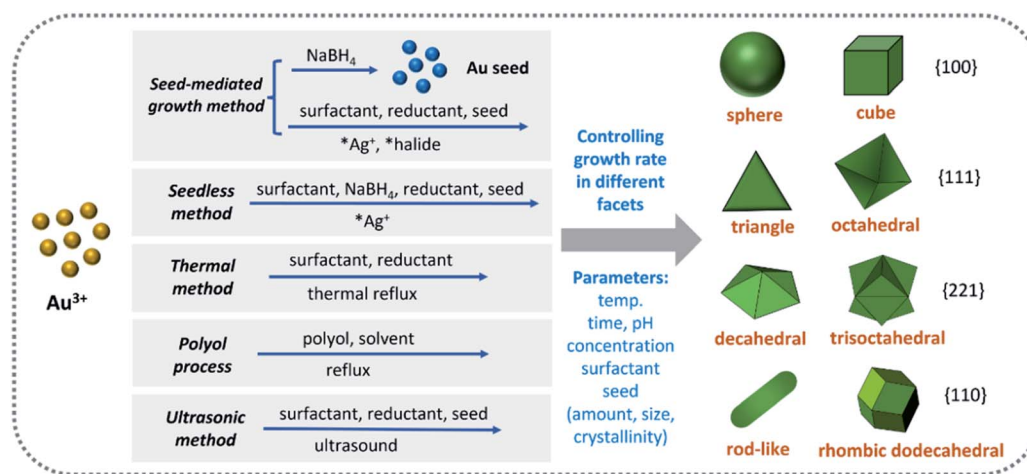 Au³⁺
Seed-mediated
growth method
NaBH₄
Au seed
surfactant, reductant, seed
*Ag⁺, *halide
Seedless
method
surfactant, NaBH₄, reductant, seed
*Ag⁺
Thermal
method
surfactant, reductant
thermal reflux
Polyol
process
polyol, solvent
reflux
Ultrasonic
method
surfactant, reductant, seed
ultrasound
Controlling
growth rate
in different
facets
Parameters:
temp.
time, pH
concentration
surfactant
seed
(amount, size,
crystallinity)
sphere
cube
{100}
triangle
octahedral
{111}
decahedral
trisoctahedral
{221}
rod-like
rhombic dodecahedral
{110}